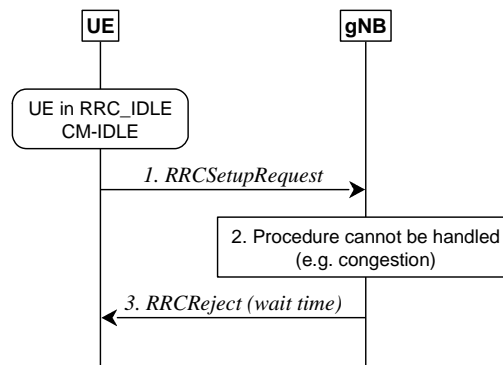 UE
gNB
UE in RRC_IDLE
CM-IDLE
1. RRCSetupRequest
2. Procedure cannot be handled
(e.g. congestion)
3. RRCReject (wait time)